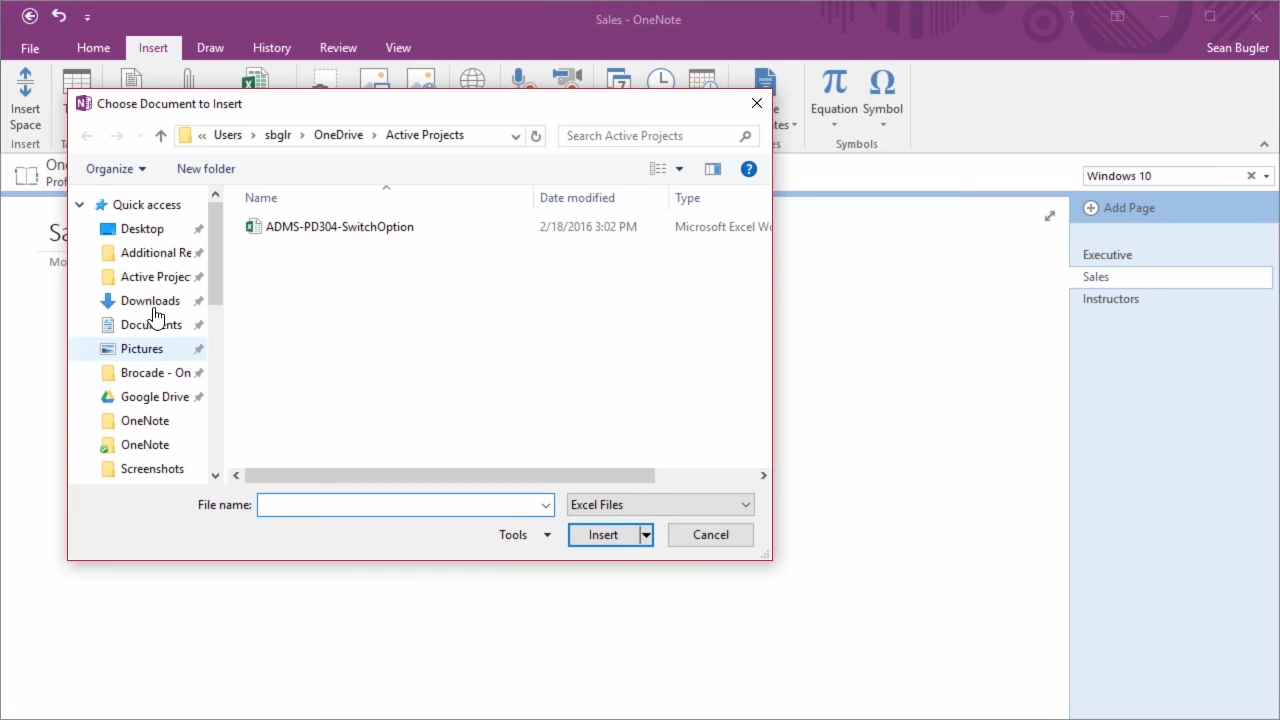 Sales - OneNote
?
File Home Insert Draw History Review View
Sean Bugler
Insert
Space
Equation Symbol
Insert
Symbols
Choose Document to Insert
« Users > sbglr > OneDrive > Active Projects
Search Active Projects
Organize New folder
?
Windows 10
Quick access
Desktop
Additional Re
Active Projec
Downloads
Documents
Pictures
Brocade - On
Google Drive
OneNote
OneNote
Screenshots
Name Date modified Type
ADMS-PD304-SwitchOption 2/18/2016 3:02 PM Microsoft Excel Wo
File name:
Excel Files
Tools Insert Cancel
Add Page
Executive
Sales
Instructors